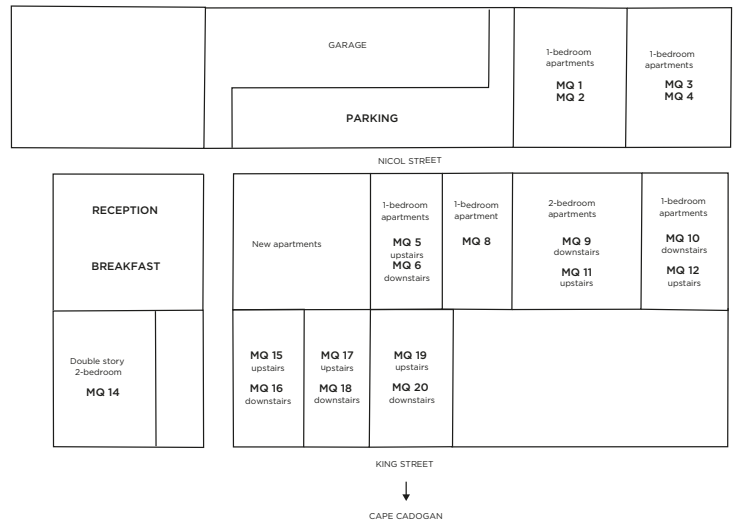 GARAGE
PARKING
1-bedroom
apartments
MQ 1
MQ 2
1-bedroom
apartments
MQ 3
MQ 4
NICOL STREET
RECEPTION
BREAKFAST
New apartments
1-bedroom
apartments
MQ 5
upstairs
MQ 6
downstairs
1-bedroom
apartment
MQ 8
2-bedroom
apartments
MQ 9
downstairs
MQ 11
upstairs
1-bedroom
apartments
MQ 10
downstairs
MQ 12
upstairs
Double story
2-bedroom
MQ 14
MQ 15
upstairs
MQ 16
downstairs
MQ 17
upstairs
MQ 18
downstairs
MQ 19
upstairs
MQ 20
downstairs
KING STREET
CAPE CADOGAN